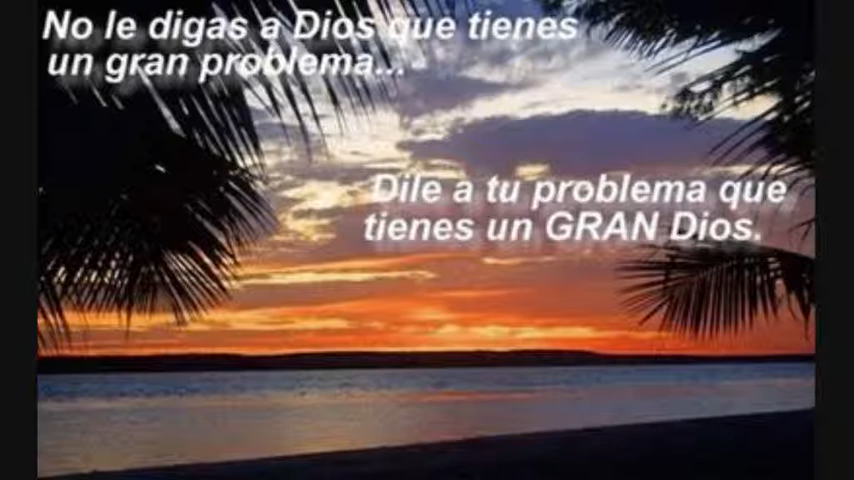 No le digas a Dios que tienes
un gran problema...
Dile a tu problema que
tienes un GRAN Dios.